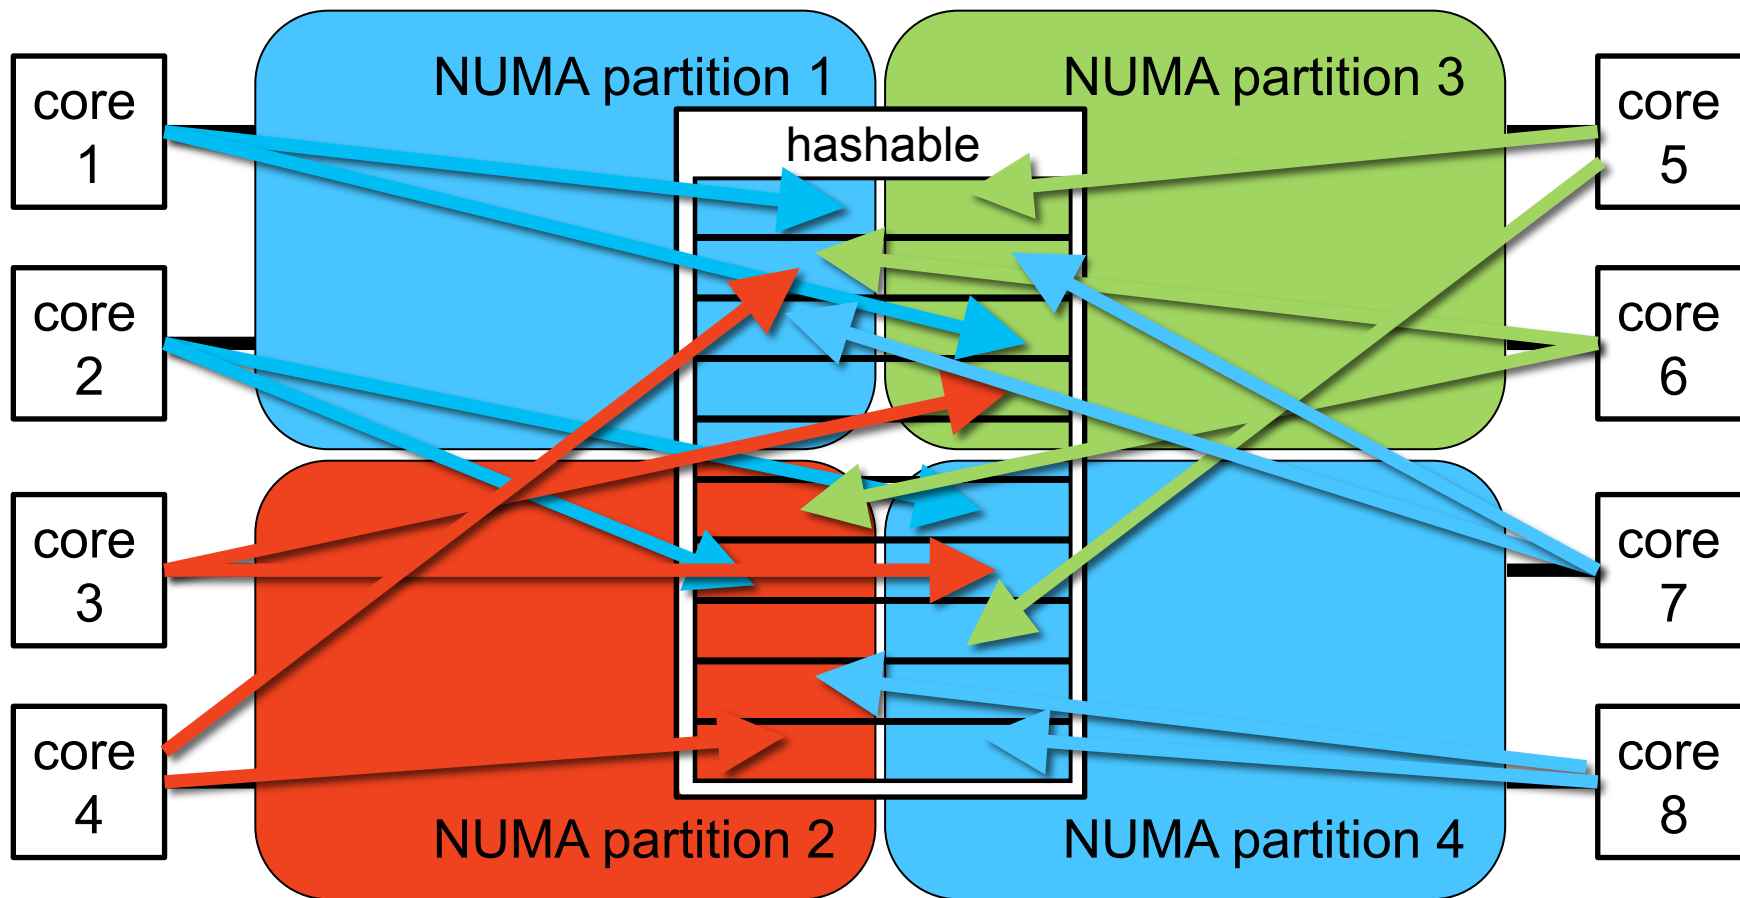 NUMA partition 1
NUMA partition 3
core
1
core
5
hashable
core
2
core
6
core
3
core
7
core
4
core
8
NUMA partition 2
NUMA partition 4